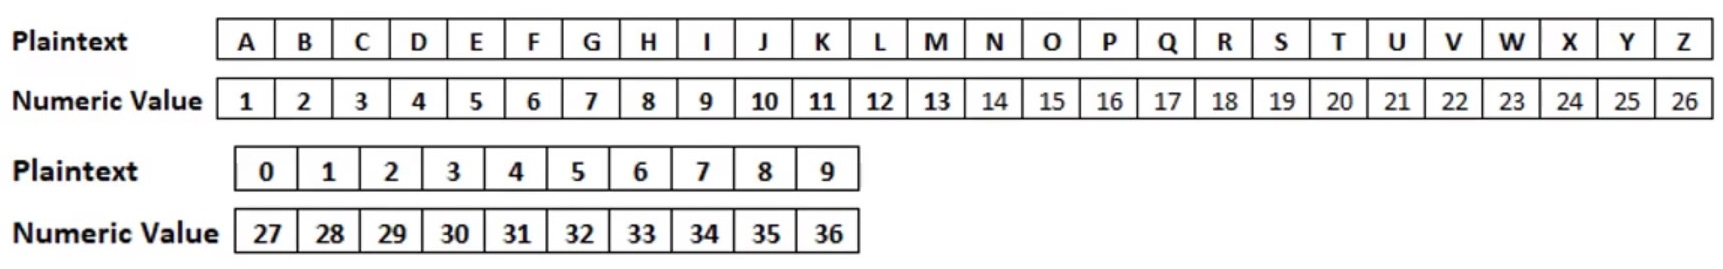 Plaintext A B C D E F G H I J K L M N O P Q R S T U V W X Y Z
Numeric Value 1 2 3 4 5 6 7 8 9 10 11 12 13 14 15 16 17 18 19 20 21 22 23 24 25 26
Plaintext 0 1 2 3 4 5 6 7 8 9
Numeric Value 27 28 29 30 31 32 33 34 35 36